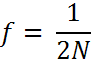 f = 1/2N